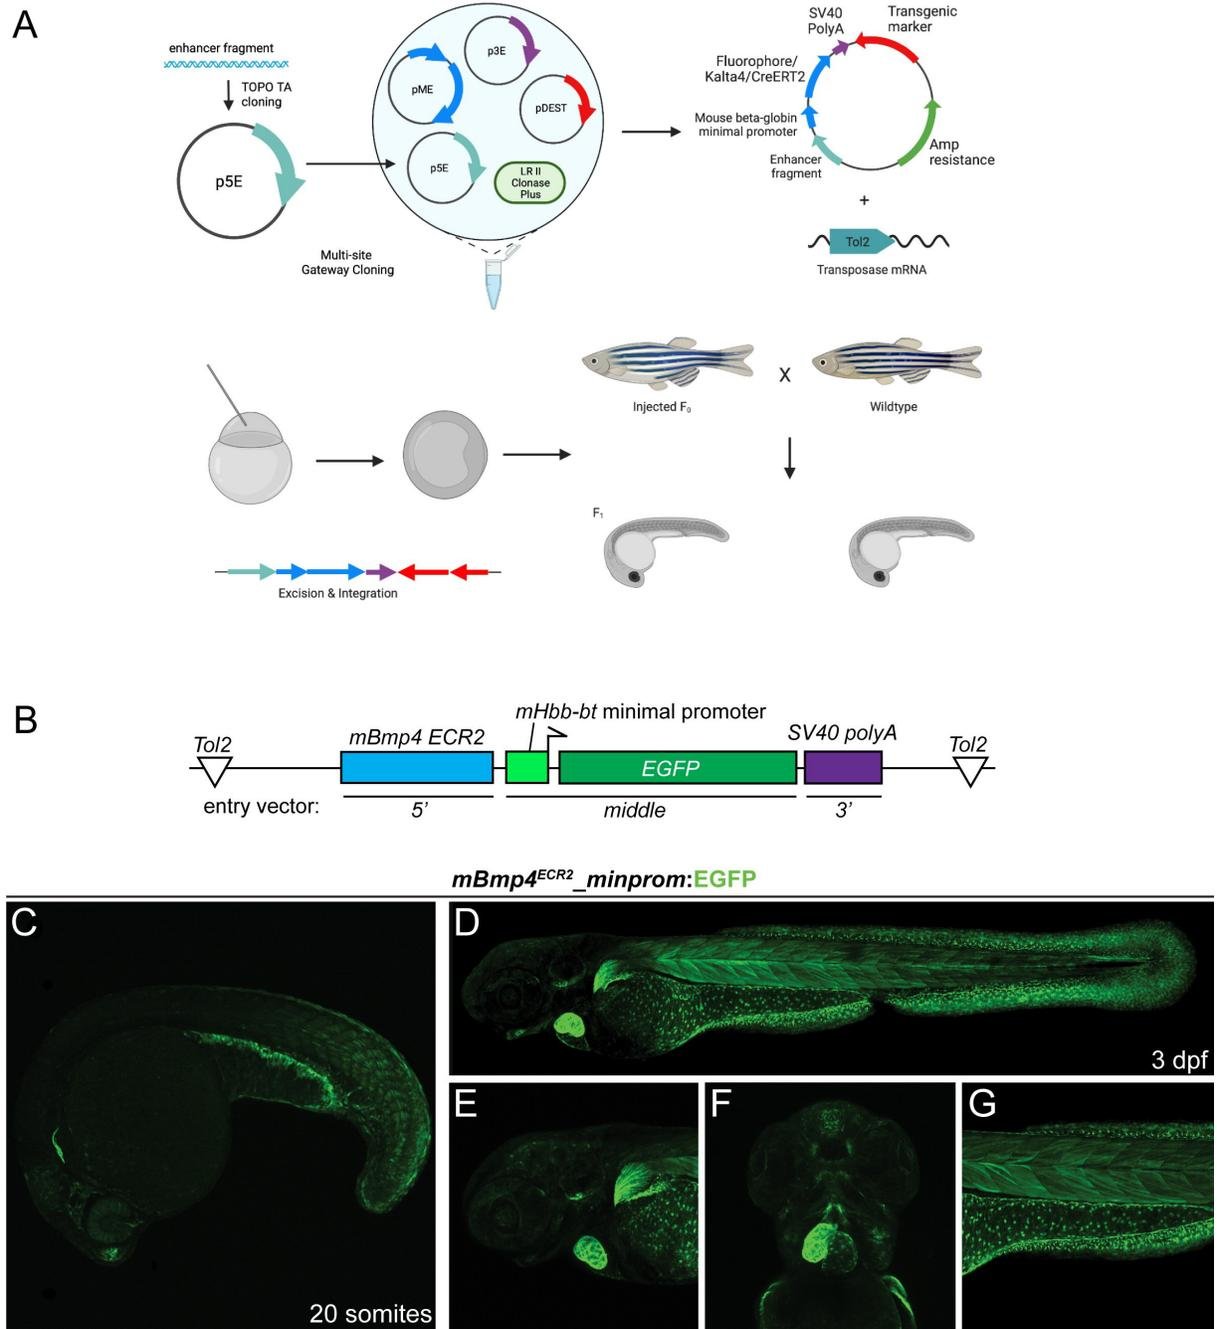 A
enhancer fragment
TOPO TA
cloning
p5E
Multi-site
Gateway Cloning
p3E
pME
pDEST
p5E
LR II
Clonase
Plus
SV40
PolyA
Transgenic
marker
Fluorophore/
Kalta4/CreERT2
Mouse beta-globin
minimal promoter
Enhancer
fragment
Amp
resistance
+
Tol2
Transposase mRNA
Injected F₀
X
Wildtype
F₁
Excision & Integration
B
mHbb-bt minimal promoter
Tol2
mBmp4 ECR2
EGFP
SV40 polyA
Tol2
entry vector:
5’
middle
3’
mBmp4ᴱᶜᴿ²_minprom:EGFP
C
20 somites
D
3 dpf
E
F
G